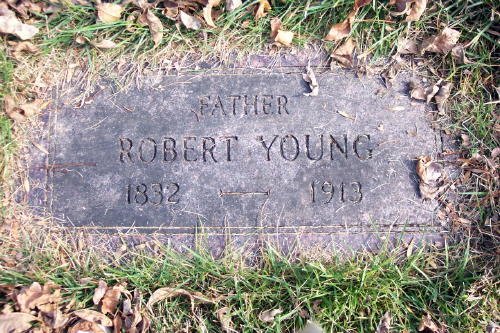 FATHER
ROBERT YOUNG
1832 — 1913